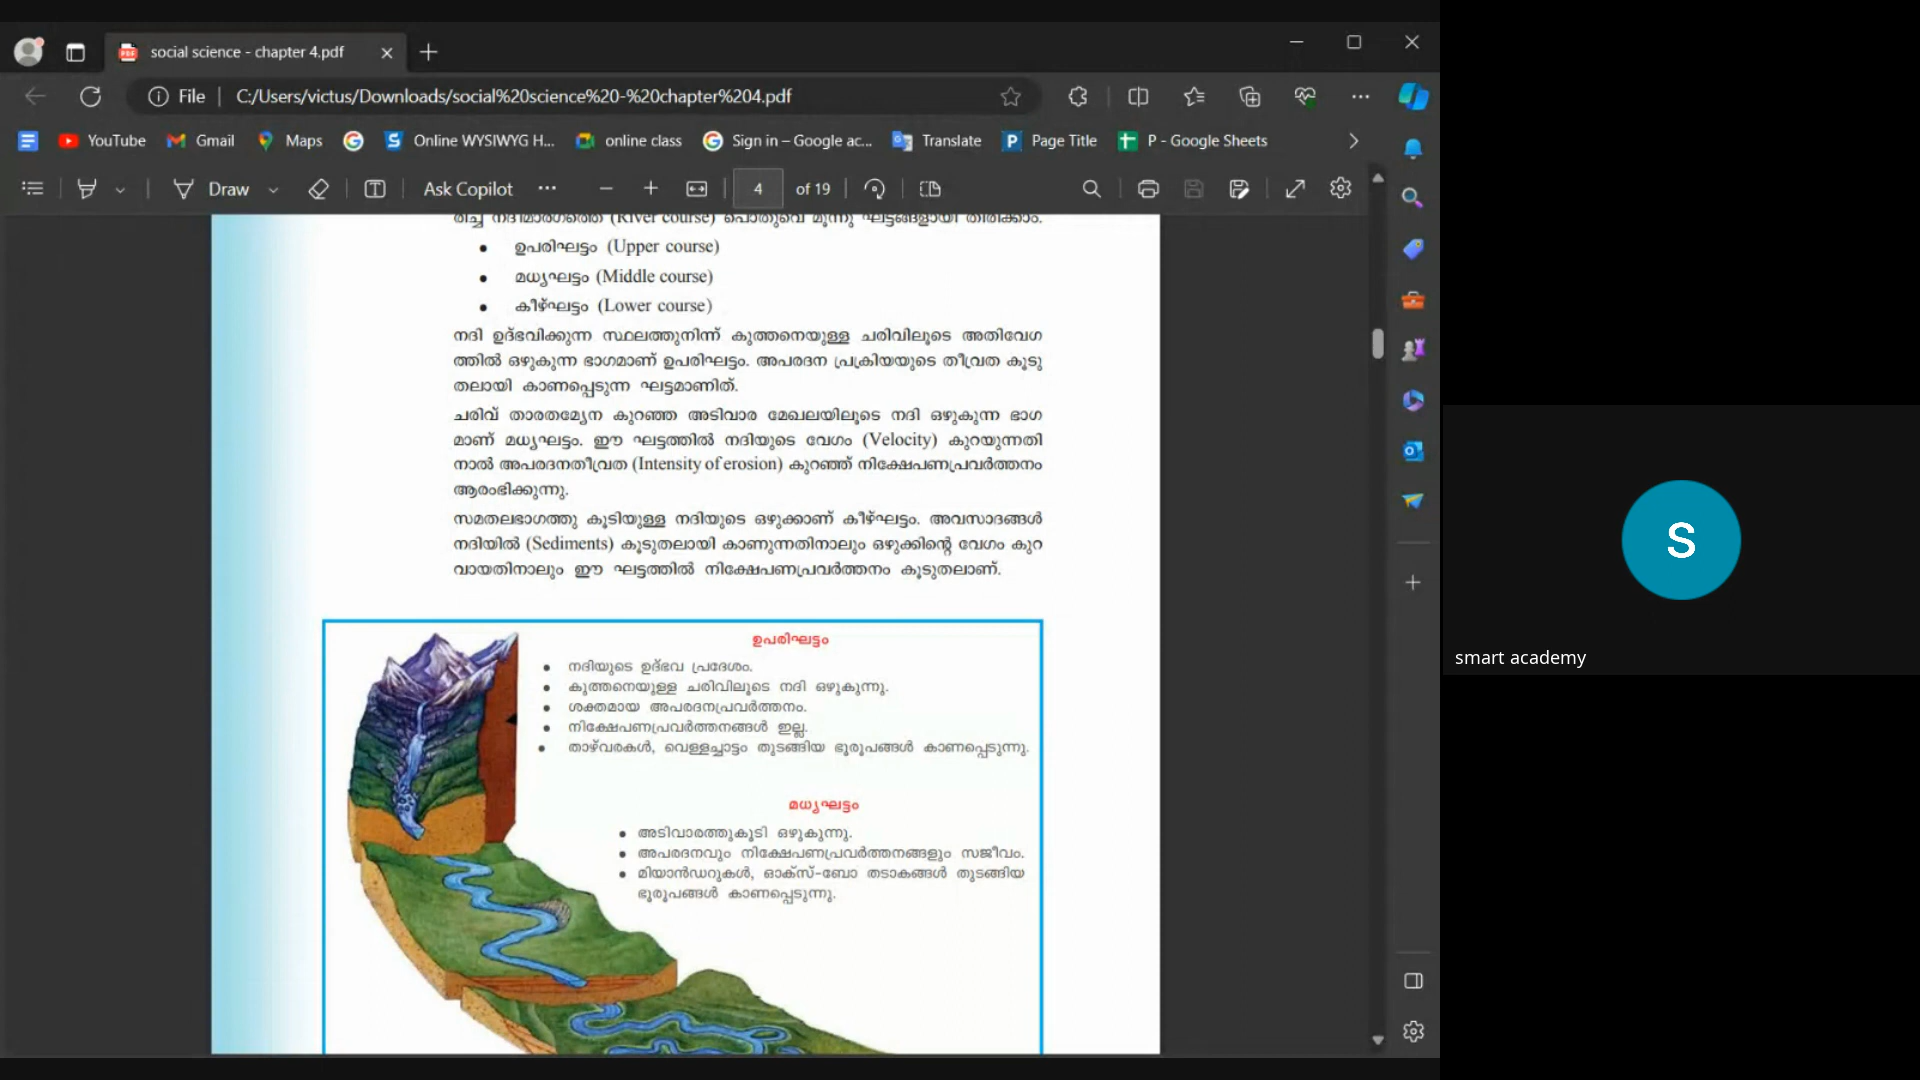 social science - chapter 4.pdf
File
C:/Users/victus/Downloads/social%20science%20-%20chapter%204.pdf
YouTube Gmail Maps Online WYSIWYG H... online class Sign in – Google ac... Translate Page Title P - Google Sheets
Draw Ask Copilot 4 of 19
രിച്ച് നദീമാർഗത്തെ (River course) പൊതുവെ മൂന്നു ഘട്ടങ്ങളായി തിരിക്കാം.
• ഉപരിഘട്ടം (Upper course)
• മധ്യഘട്ടം (Middle course)
• കീഴ്ഘട്ടം (Lower course)
നദി ഉദ്ഭവിക്കുന്ന സ്ഥലത്തുനിന്ന് കുത്തനെയുള്ള ചരിവിലൂടെ അതിവേഗ
ത്തിൽ ഒഴുകുന്ന ഭാഗമാണ് ഉപരിഘട്ടം. അപരദന പ്രക്രിയയുടെ തീവ്രത കൂടു
തലായി കാണപ്പെടുന്ന ഘട്ടമാണിത്.
ചരിവ് താരതമ്യേന കുറഞ്ഞ അടിവാര മേഖലയിലൂടെ നദി ഒഴുകുന്ന ഭാഗ
മാണ് മധ്യഘട്ടം. ഈ ഘട്ടത്തിൽ നദിയുടെ വേഗം (Velocity) കുറയുന്നതി
നാൽ അപരദനതീവ്രത (Intensity of erosion) കുറഞ്ഞ് നിക്ഷേപണപ്രവർത്തനം
ആരംഭിക്കുന്നു.
സമതലഭാഗത്തു കൂടിയുള്ള നദിയുടെ ഒഴുക്കാണ് കീഴ്ഘട്ടം. അവസാദങ്ങൾ
നദിയിൽ (Sediments) കൂടുതലായി കാണുന്നതിനാലും ഒഴുക്കിന്റെ വേഗം കുറ
വായതിനാലും ഈ ഘട്ടത്തിൽ നിക്ഷേപണപ്രവർത്തനം കൂടുതലാണ്.
ഉപരിഘട്ടം
• നദിയുടെ ഉദ്ഭവ പ്രദേശം.
• കുത്തനെയുള്ള ചരിവിലൂടെ നദി ഒഴുകുന്നു.
• ശക്തമായ അപരദനപ്രവർത്തനം.
• നിക്ഷേപണപ്രവർത്തനങ്ങൾ ഇല്ല.
• താഴ്വരകൾ, വെള്ളച്ചാട്ടം തുടങ്ങിയ ഭൂരൂപങ്ങൾ കാണപ്പെടുന്നു.
മധ്യഘട്ടം
• അടിവാരത്തുകൂടി ഒഴുകുന്നു.
• അപരദനവും നിക്ഷേപണപ്രവർത്തനങ്ങളും സജീവം.
• മിയാൻഡറുകൾ, ഓക്സ്-ബോ തടാകങ്ങൾ തുടങ്ങിയ
ഭൂരൂപങ്ങൾ കാണപ്പെടുന്നു.
S
smart academy